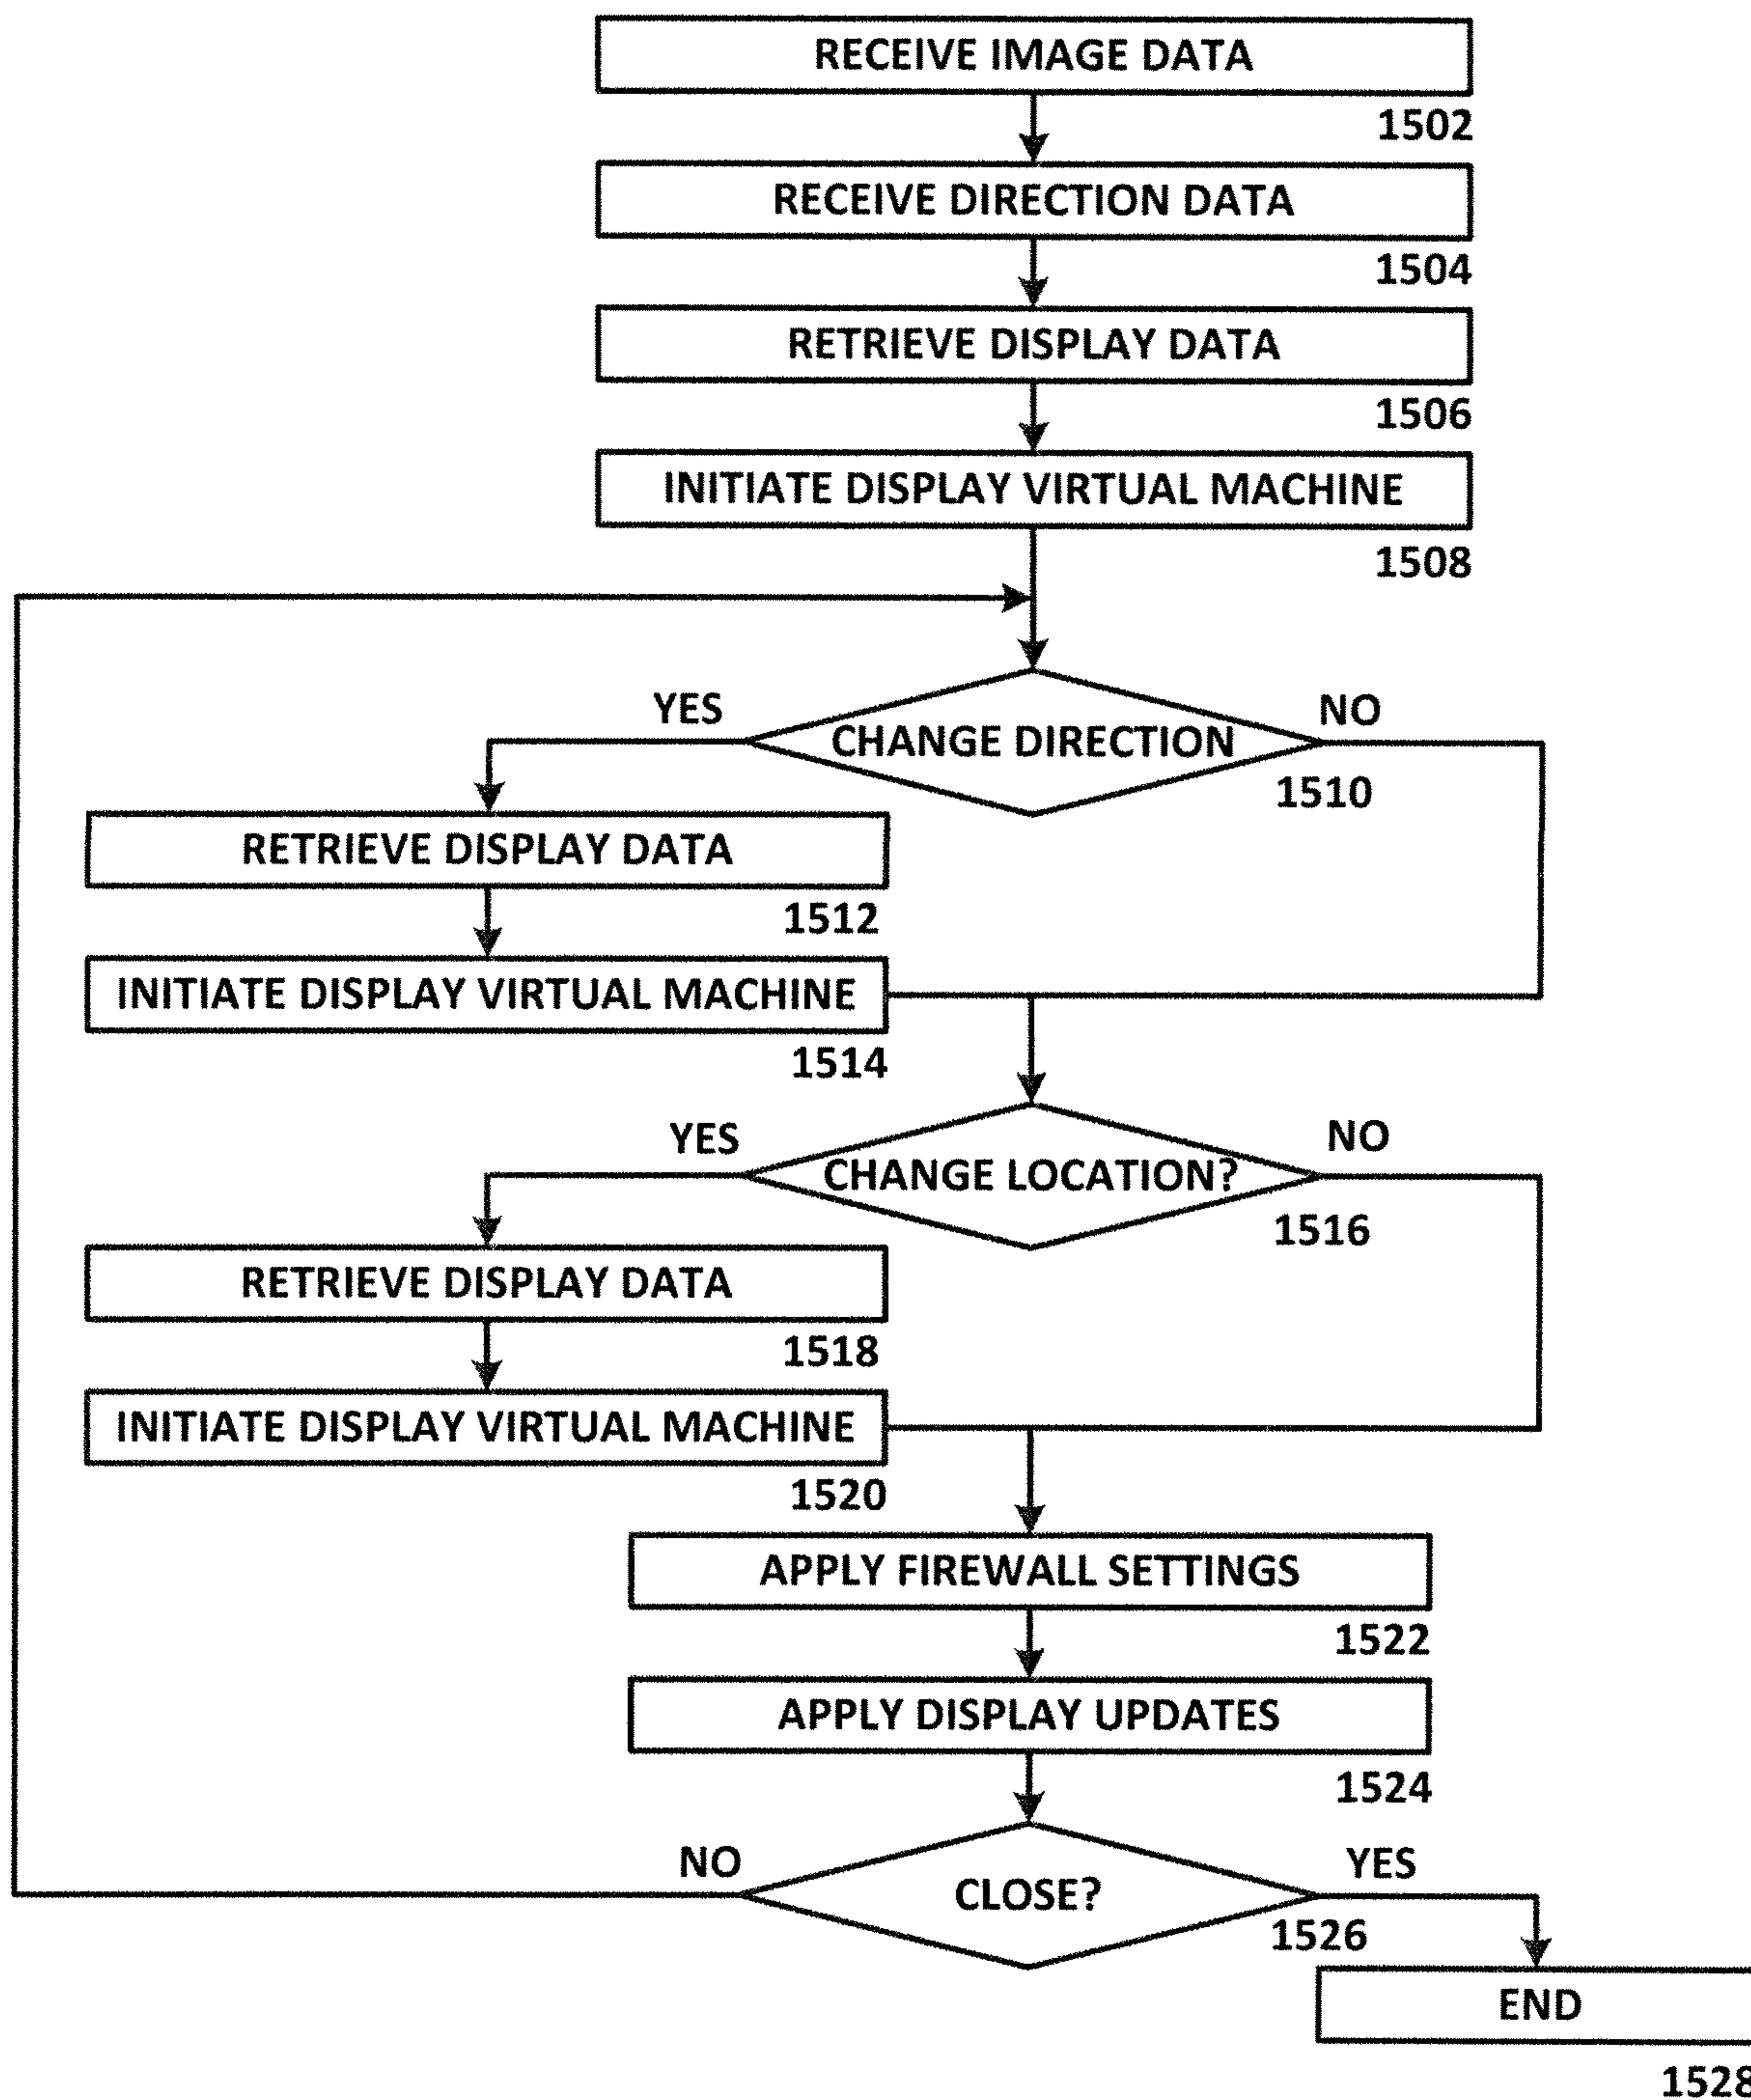 RECEIVE IMAGE DATA
1502
RECEIVE DIRECTION DATA
1504
RETRIEVE DISPLAY DATA
1506
INITIATE DISPLAY VIRTUAL MACHINE
1508
YES
NO
CHANGE DIRECTION
1510
RETRIEVE DISPLAY DATA
1512
INITIATE DISPLAY VIRTUAL MACHINE
1514
YES
NO
CHANGE LOCATION?
1516
RETRIEVE DISPLAY DATA
1518
INITIATE DISPLAY VIRTUAL MACHINE
1520
APPLY FIREWALL SETTINGS
1522
APPLY DISPLAY UPDATES
1524
NO
YES
CLOSE?
1526
END
1528